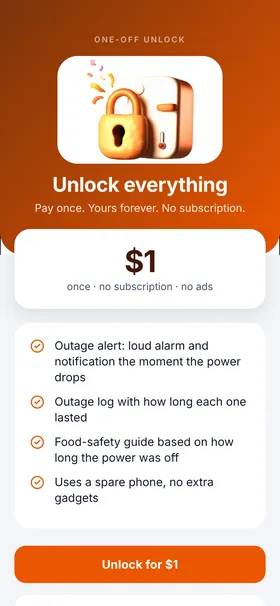 ONE-OFF UNLOCK
Unlock everything
Pay once. Yours forever. No subscription.
$1
once · no subscription · no ads
Outage alert: loud alarm and
notification the moment the power
drops
Outage log with how long each one
lasted
Food-safety guide based on how
long the power was off
Uses a spare phone, no extra
gadgets
Unlock for $1